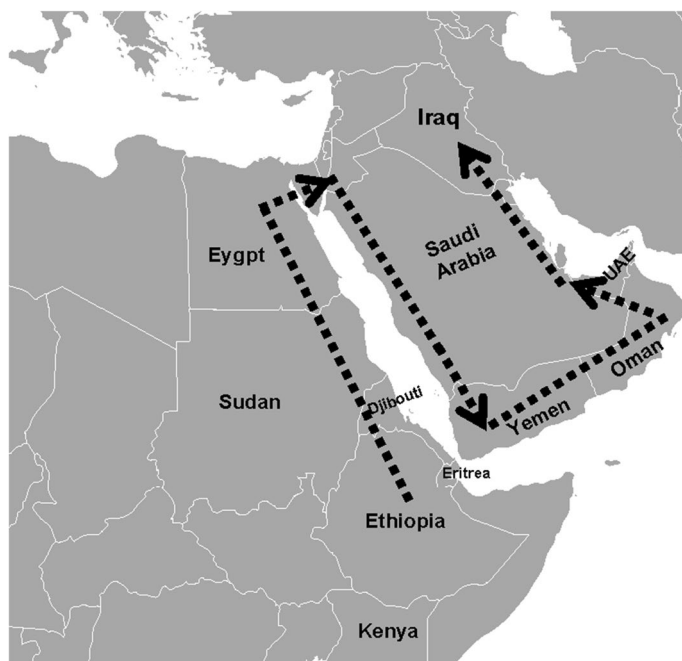 Iraq
Eygpt
Saudi
Arabia
UAE
Oman
Yemen
Sudan
Djibouti
Eritrea
Ethiopia
Kenya